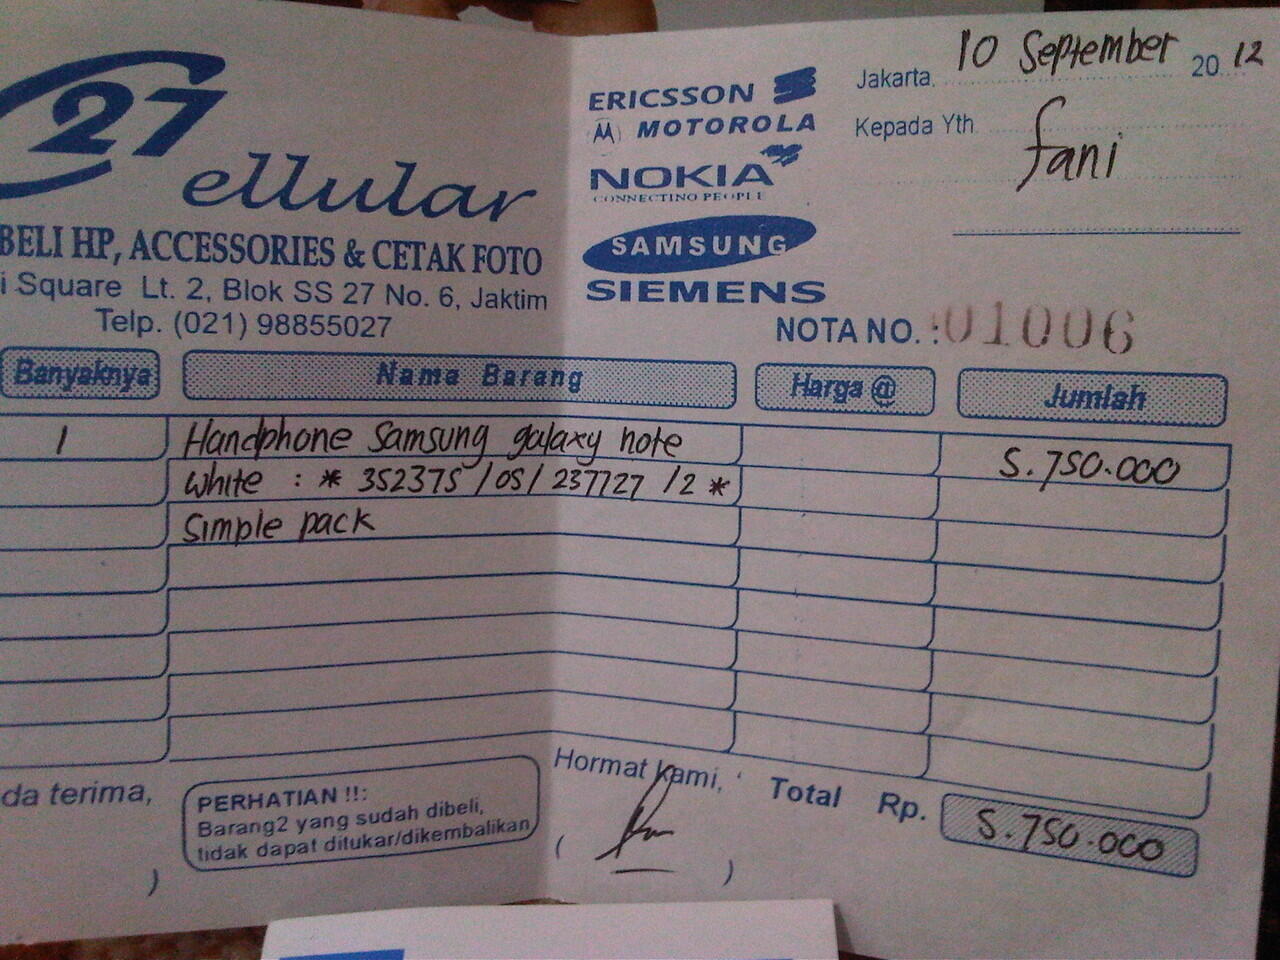 27
Cellular
BELI HP, ACCESSORIES & CETAK FOTO
i Square Lt. 2, Blok SS 27 No. 6, Jaktim
Telp. (021) 98855027
ERICSSON
MOTOROLA
NOKIA
CONNECTING PEOPLE
SAMSUNG
SIEMENS
Jakarta, 10 September 2012
Kepada Yth fani
NOTA NO. : 01006
Banyaknya Nama Barang Harga @ Jumlah
1 Handphone Samsung galaxy note 5.750.000
White : * 352375 /05/ 237727 /2 *
Simple pack
da terima,
)
PERHATIAN !!:
Barang2 yang sudah dibeli,
tidak dapat ditukar/dikembalikan
Hormat kami,
( )
Total Rp. 5.750.000